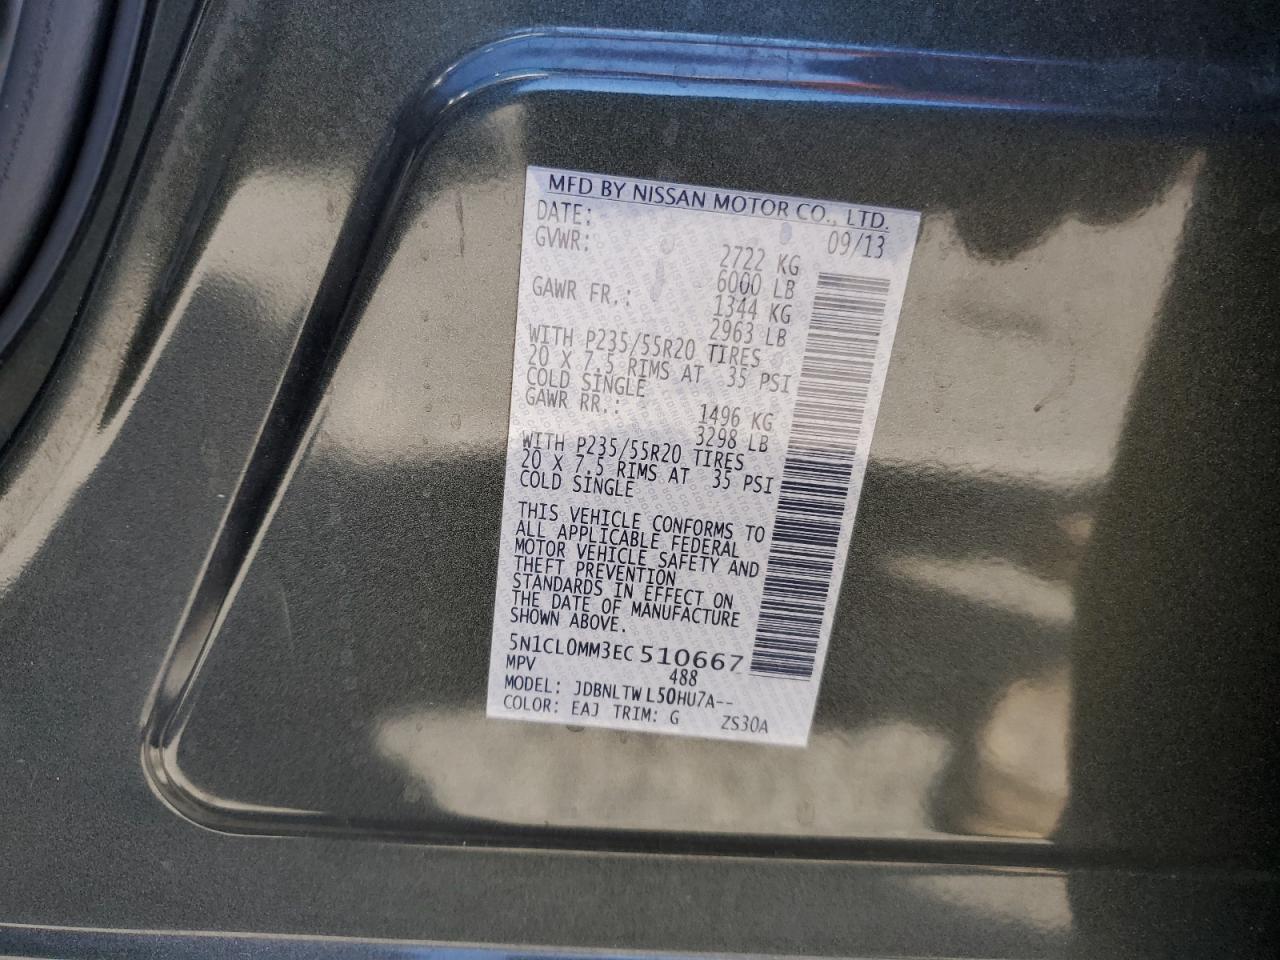 MFD BY NISSAN MOTOR CO., LTD.
DATE: 09/13
GVWR: 2722 KG
6000 LB
GAWR FR.: 1344 KG
2963 LB
WITH P235/55R20 TIRES
20 X 7.5 RIMS AT 35 PSI
COLD SINGLE
GAWR RR.: 1496 KG
3298 LB
WITH P235/55R20 TIRES
20 X 7.5 RIMS AT 35 PSI
COLD SINGLE
THIS VEHICLE CONFORMS TO
ALL APPLICABLE FEDERAL
MOTOR VEHICLE SAFETY AND
THEFT PREVENTION
STANDARDS IN EFFECT ON
THE DATE OF MANUFACTURE
SHOWN ABOVE.
5N1CL0MM3EC510667
MPV 488
MODEL: JDBNLTWL50HU7A--
COLOR: EAJ TRIM: G ZS30A